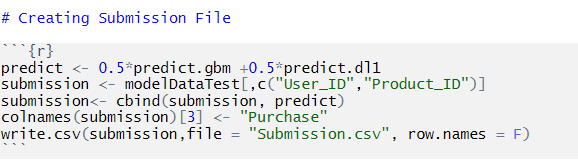 # Creating Submission File
```{r}
predict <- 0.5*predict.gbm +0.5*predict.dl1
submission <- modelDataTest[,c("User_ID","Product_ID")]
submission<- cbind(submission, predict)
colnames(submission)[3] <- "Purchase"
write.csv(submission,file = "Submission.csv", row.names = F)
```